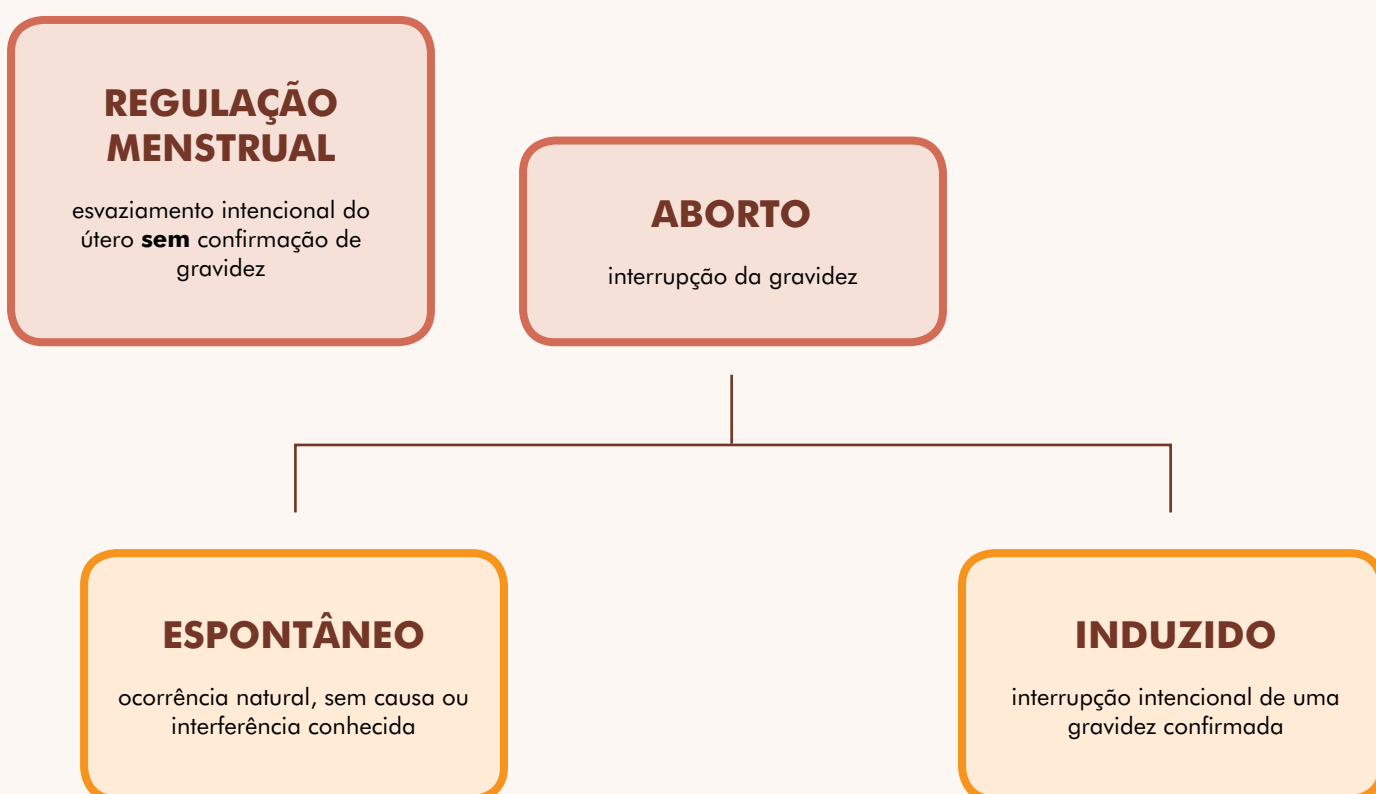 REGULAÇÃO
MENSTRUAL
esvaziamento intencional do
útero sem confirmação de
gravidez
ABORTO
interrupção da gravidez
ESPONTÂNEO
ocorrência natural, sem causa ou
interferência conhecida
INDUZIDO
interrupção intencional de uma
gravidez confirmada